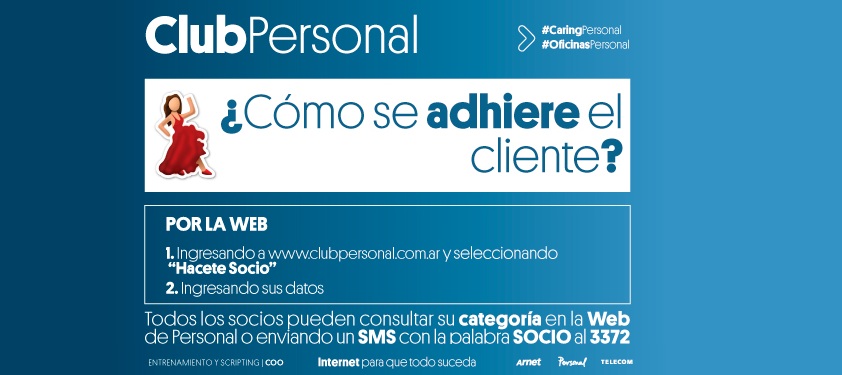 ClubPersonal
#CaringPersonal
#OficinasPersonal
¿Cómo se adhiere el
cliente?
POR LA WEB
1. Ingresando a www.clubpersonal.com.ar y seleccionando
“Hacete Socio”
2. Ingresando sus datos
Todos los socios pueden consultar su categoría en la Web
de Personal o enviando un SMS con la palabra SOCIO al 3372
ENTRENAMIENTO Y SCRIPTING | COO
Internet para que todo suceda
Arnet Personal TELECOM